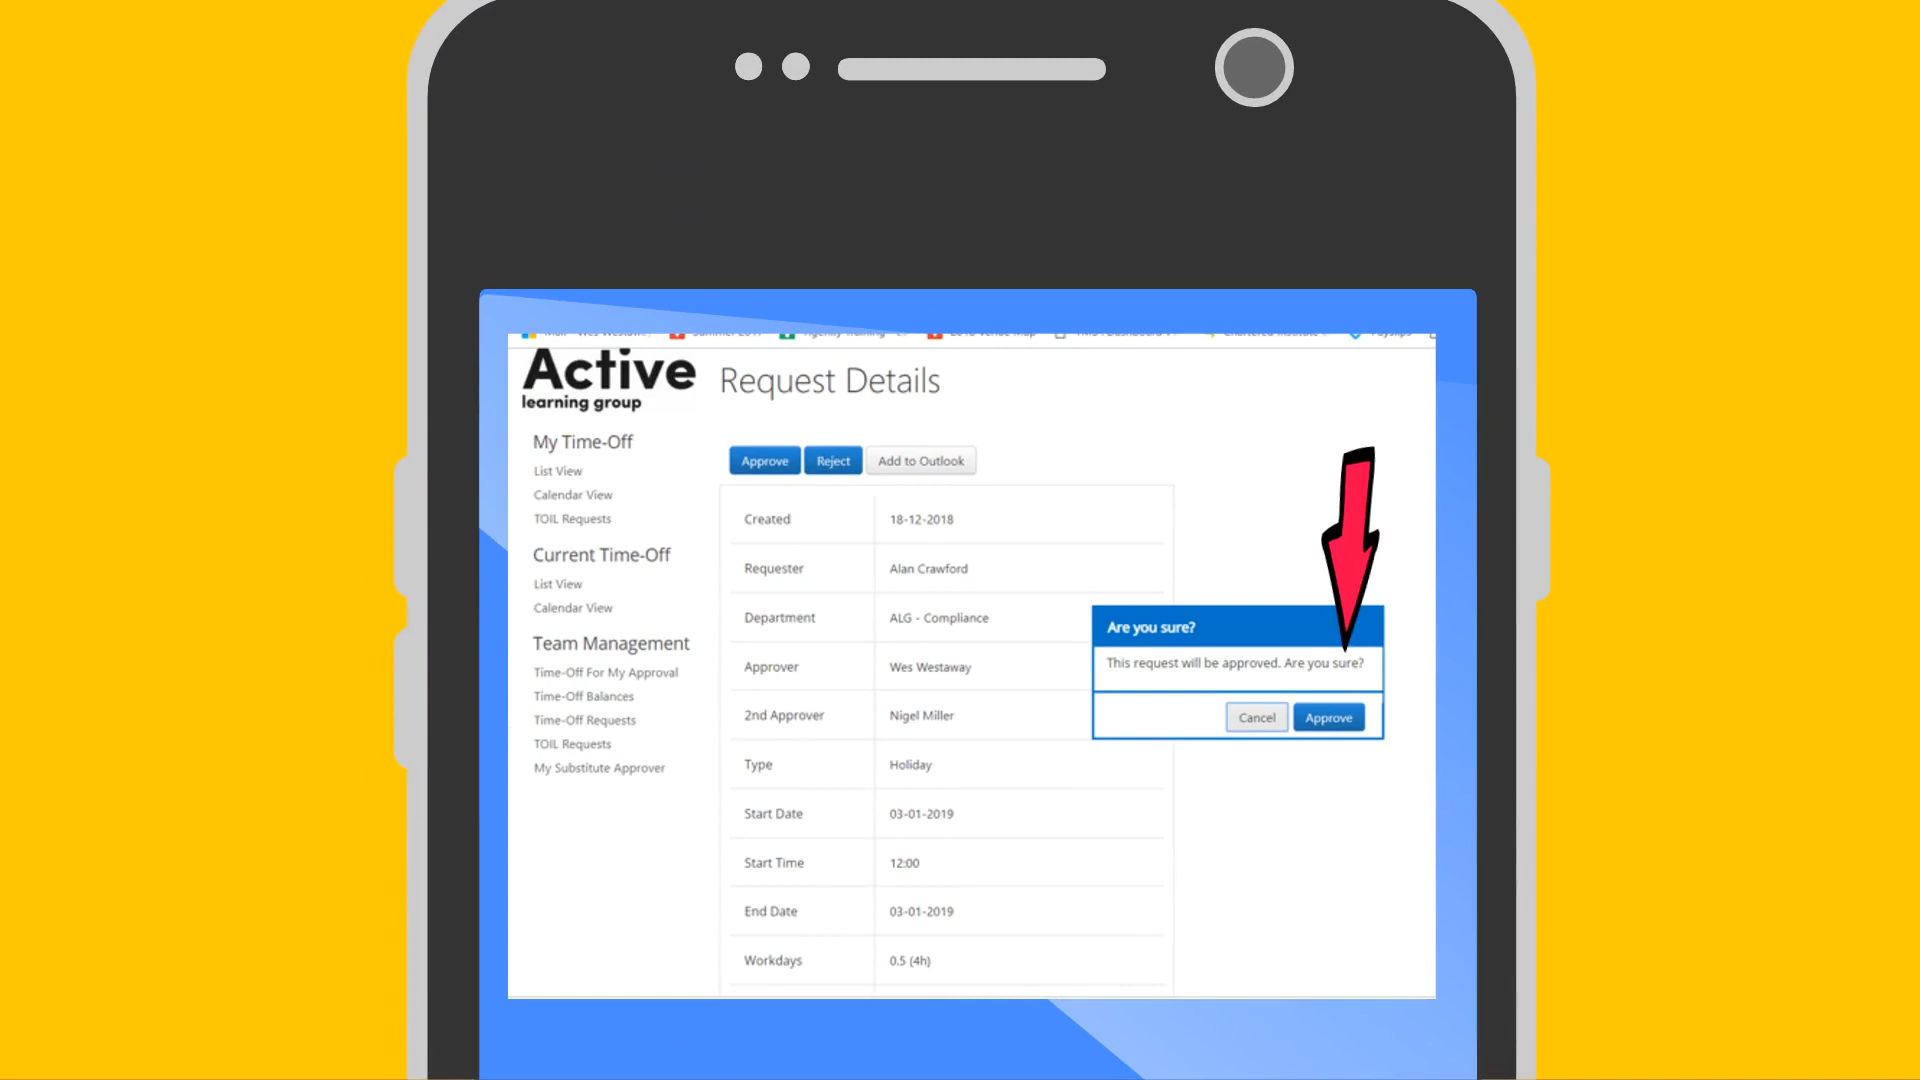 Active
learning group
Request Details
My Time-Off
List View
Calendar View
TOIL Requests
Current Time-Off
List View
Calendar View
Team Management
Time-Off For My Approval
Time-Off Balances
Time-Off Requests
TOIL Requests
My Substitute Approver
Approve Reject Add to Outlook
Created 18-12-2018
Requester Alan Crawford
Department ALG - Compliance
Approver Wes Westaway
2nd Approver Nigel Miller
Type Holiday
Start Date 03-01-2019
Start Time 12:00
End Date 03-01-2019
Workdays 0.5 (4h)
Are you sure?
This request will be approved. Are you sure?
Cancel Approve